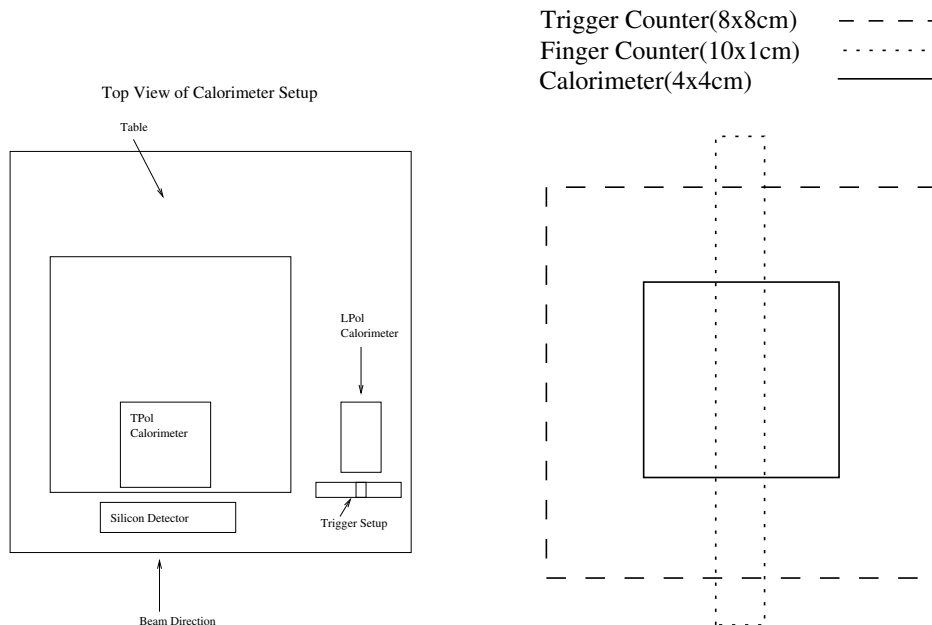 Trigger Counter(8x8cm)
Finger Counter(10x1cm)
Calorimeter(4x4cm)
Top View of Calorimeter Setup
Table
LPol
Calorimeter
TPol
Calorimeter
Silicon Detector
Trigger Setup
Beam Direction